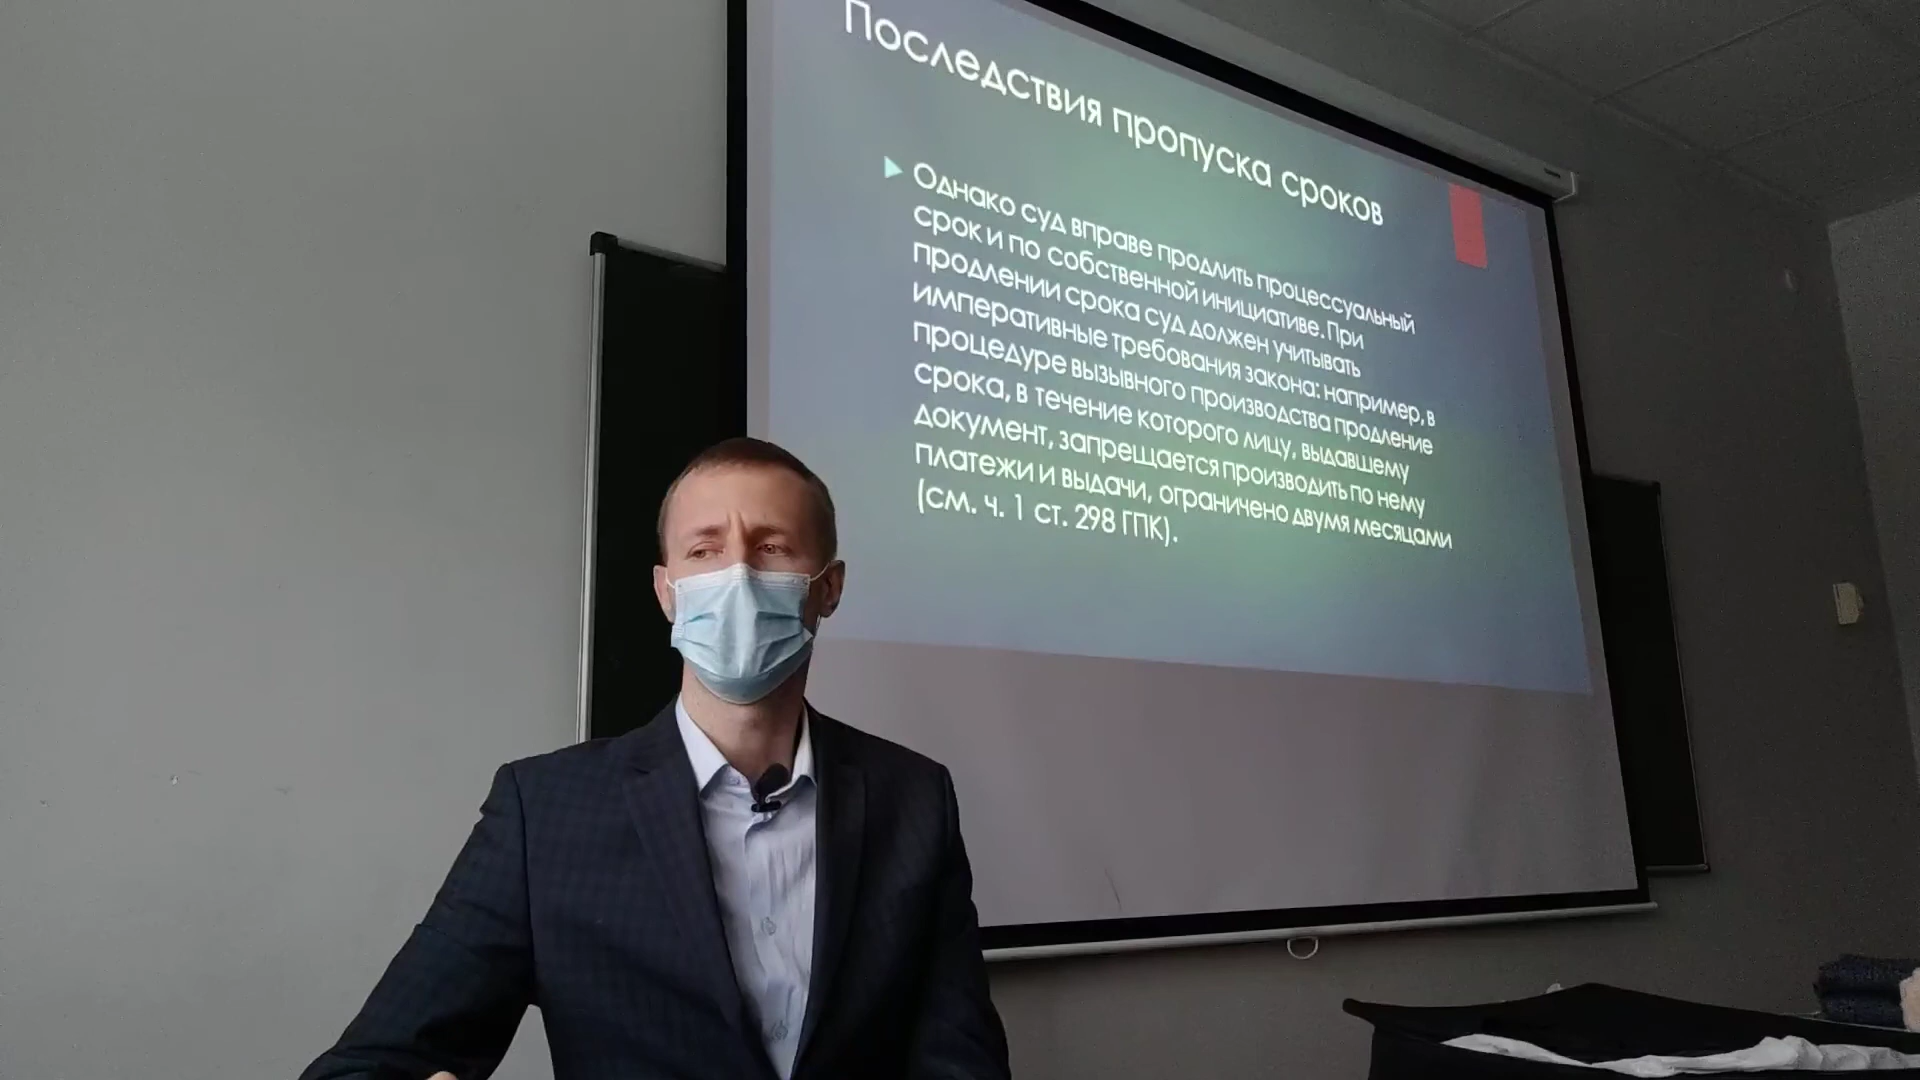 Последствия пропуска сроков
Однако суд вправе продлить процессуальный
срок и по собственной инициативе. При
продлении срока суд должен учитывать
императивные требования закона: например, в
процедуре вызывного производства продление
срока, в течение которого лицу, выдавшему
документ, запрещается производить по нему
платежи и выдачи, ограничено двумя месяцами
(см. ч. 1 ст. 298 ГПК).